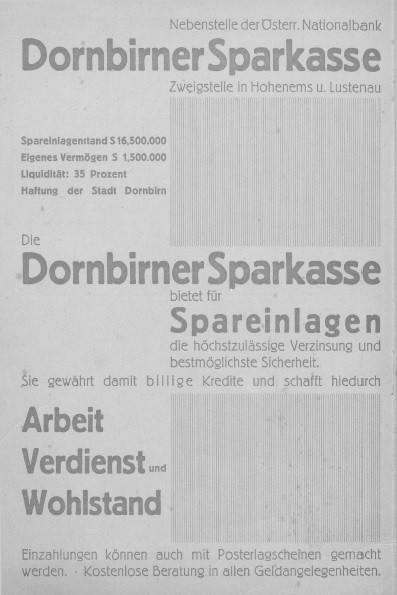 Nebenstelle der Österr. Nationalbank
Dornbirner Sparkasse
Zweigstelle in Hohenems u. Lustenau
Spareinlagenstand S 16,500.000
Eigenes Vermögen S 1,500.000
Liquidität: 35 Prozent
Haftung der Stadt Dornbirn
Die
Dornbirner Sparkasse
bietet für
Spareinlagen
die höchstzulässige Verzinsung und
bestmöglichste Sicherheit.
Sie gewährt damit billige Kredite und schafft hiedurch
Arbeit
Verdienst und
Wohlstand
Einzahlungen können auch mit Posterlagscheinen gemacht
werden. · Kostenlose Beratung in allen Geldangelegenheiten.